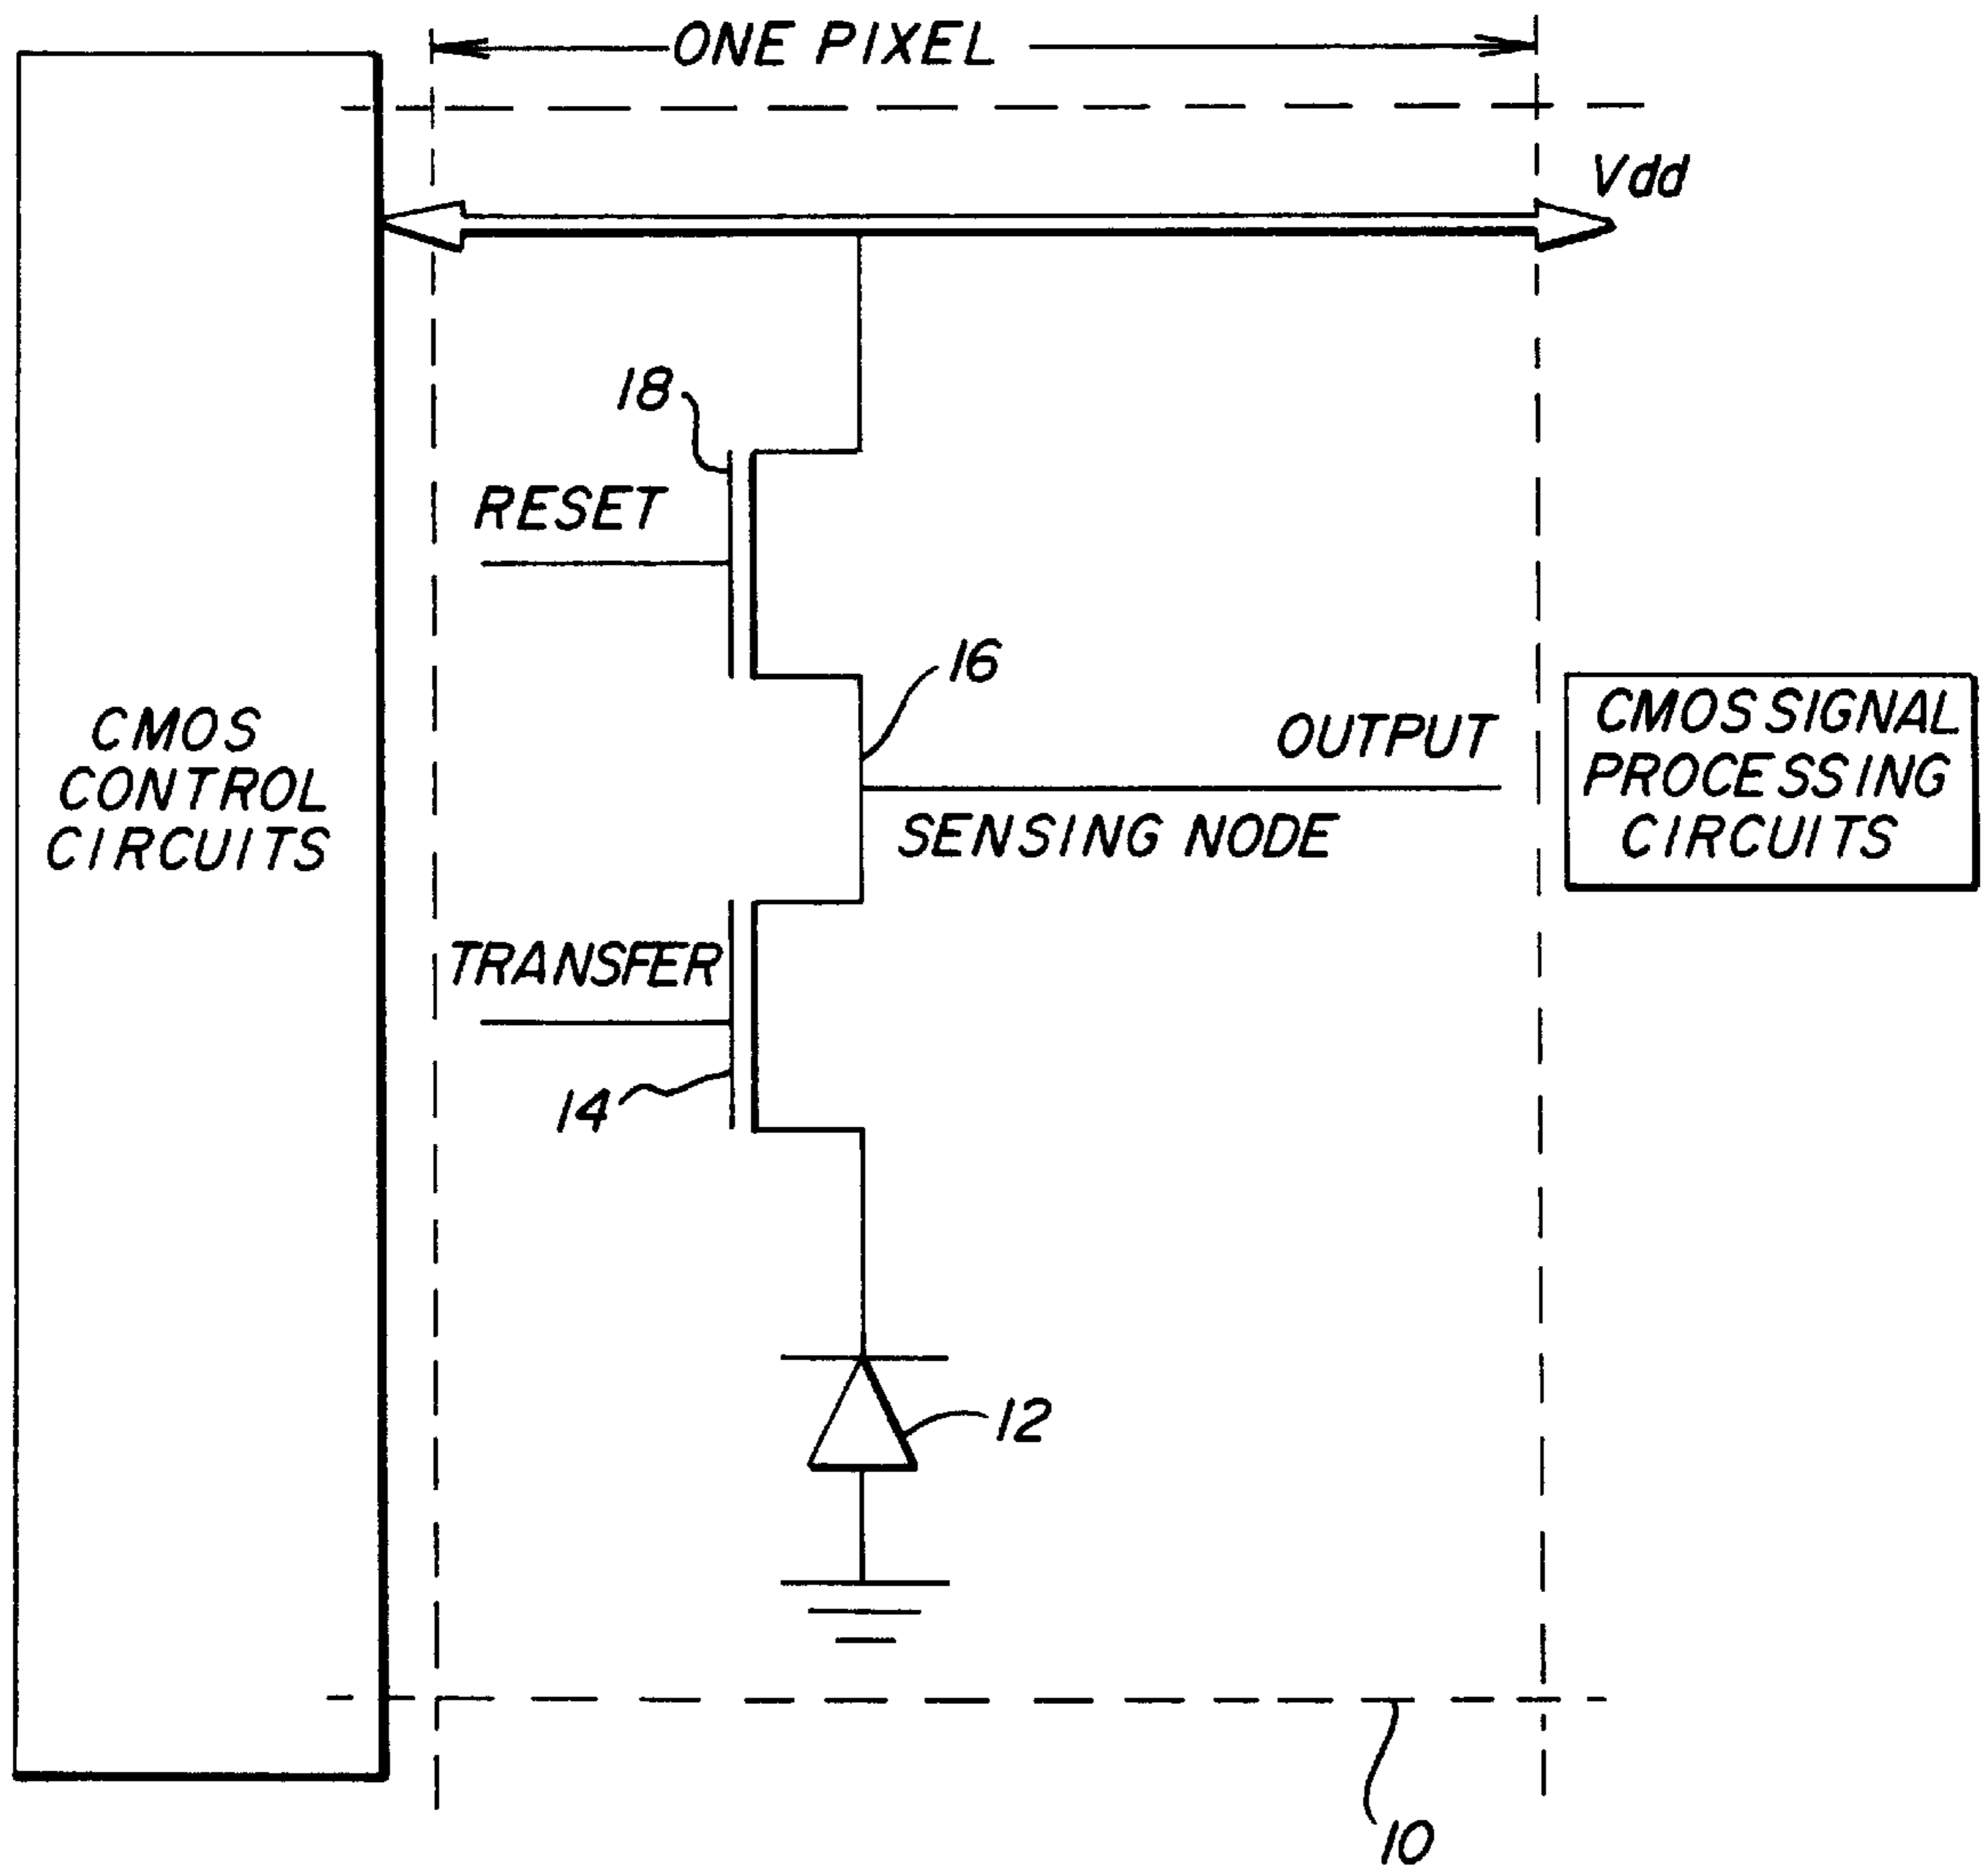 ONE PIXEL
Vdd
18
RESET
16
OUTPUT
SENSING NODE
CMOS
CONTROL
CIRCUITS
CMOS SIGNAL
PROCESSING
CIRCUITS
TRANSFER
14
12
10